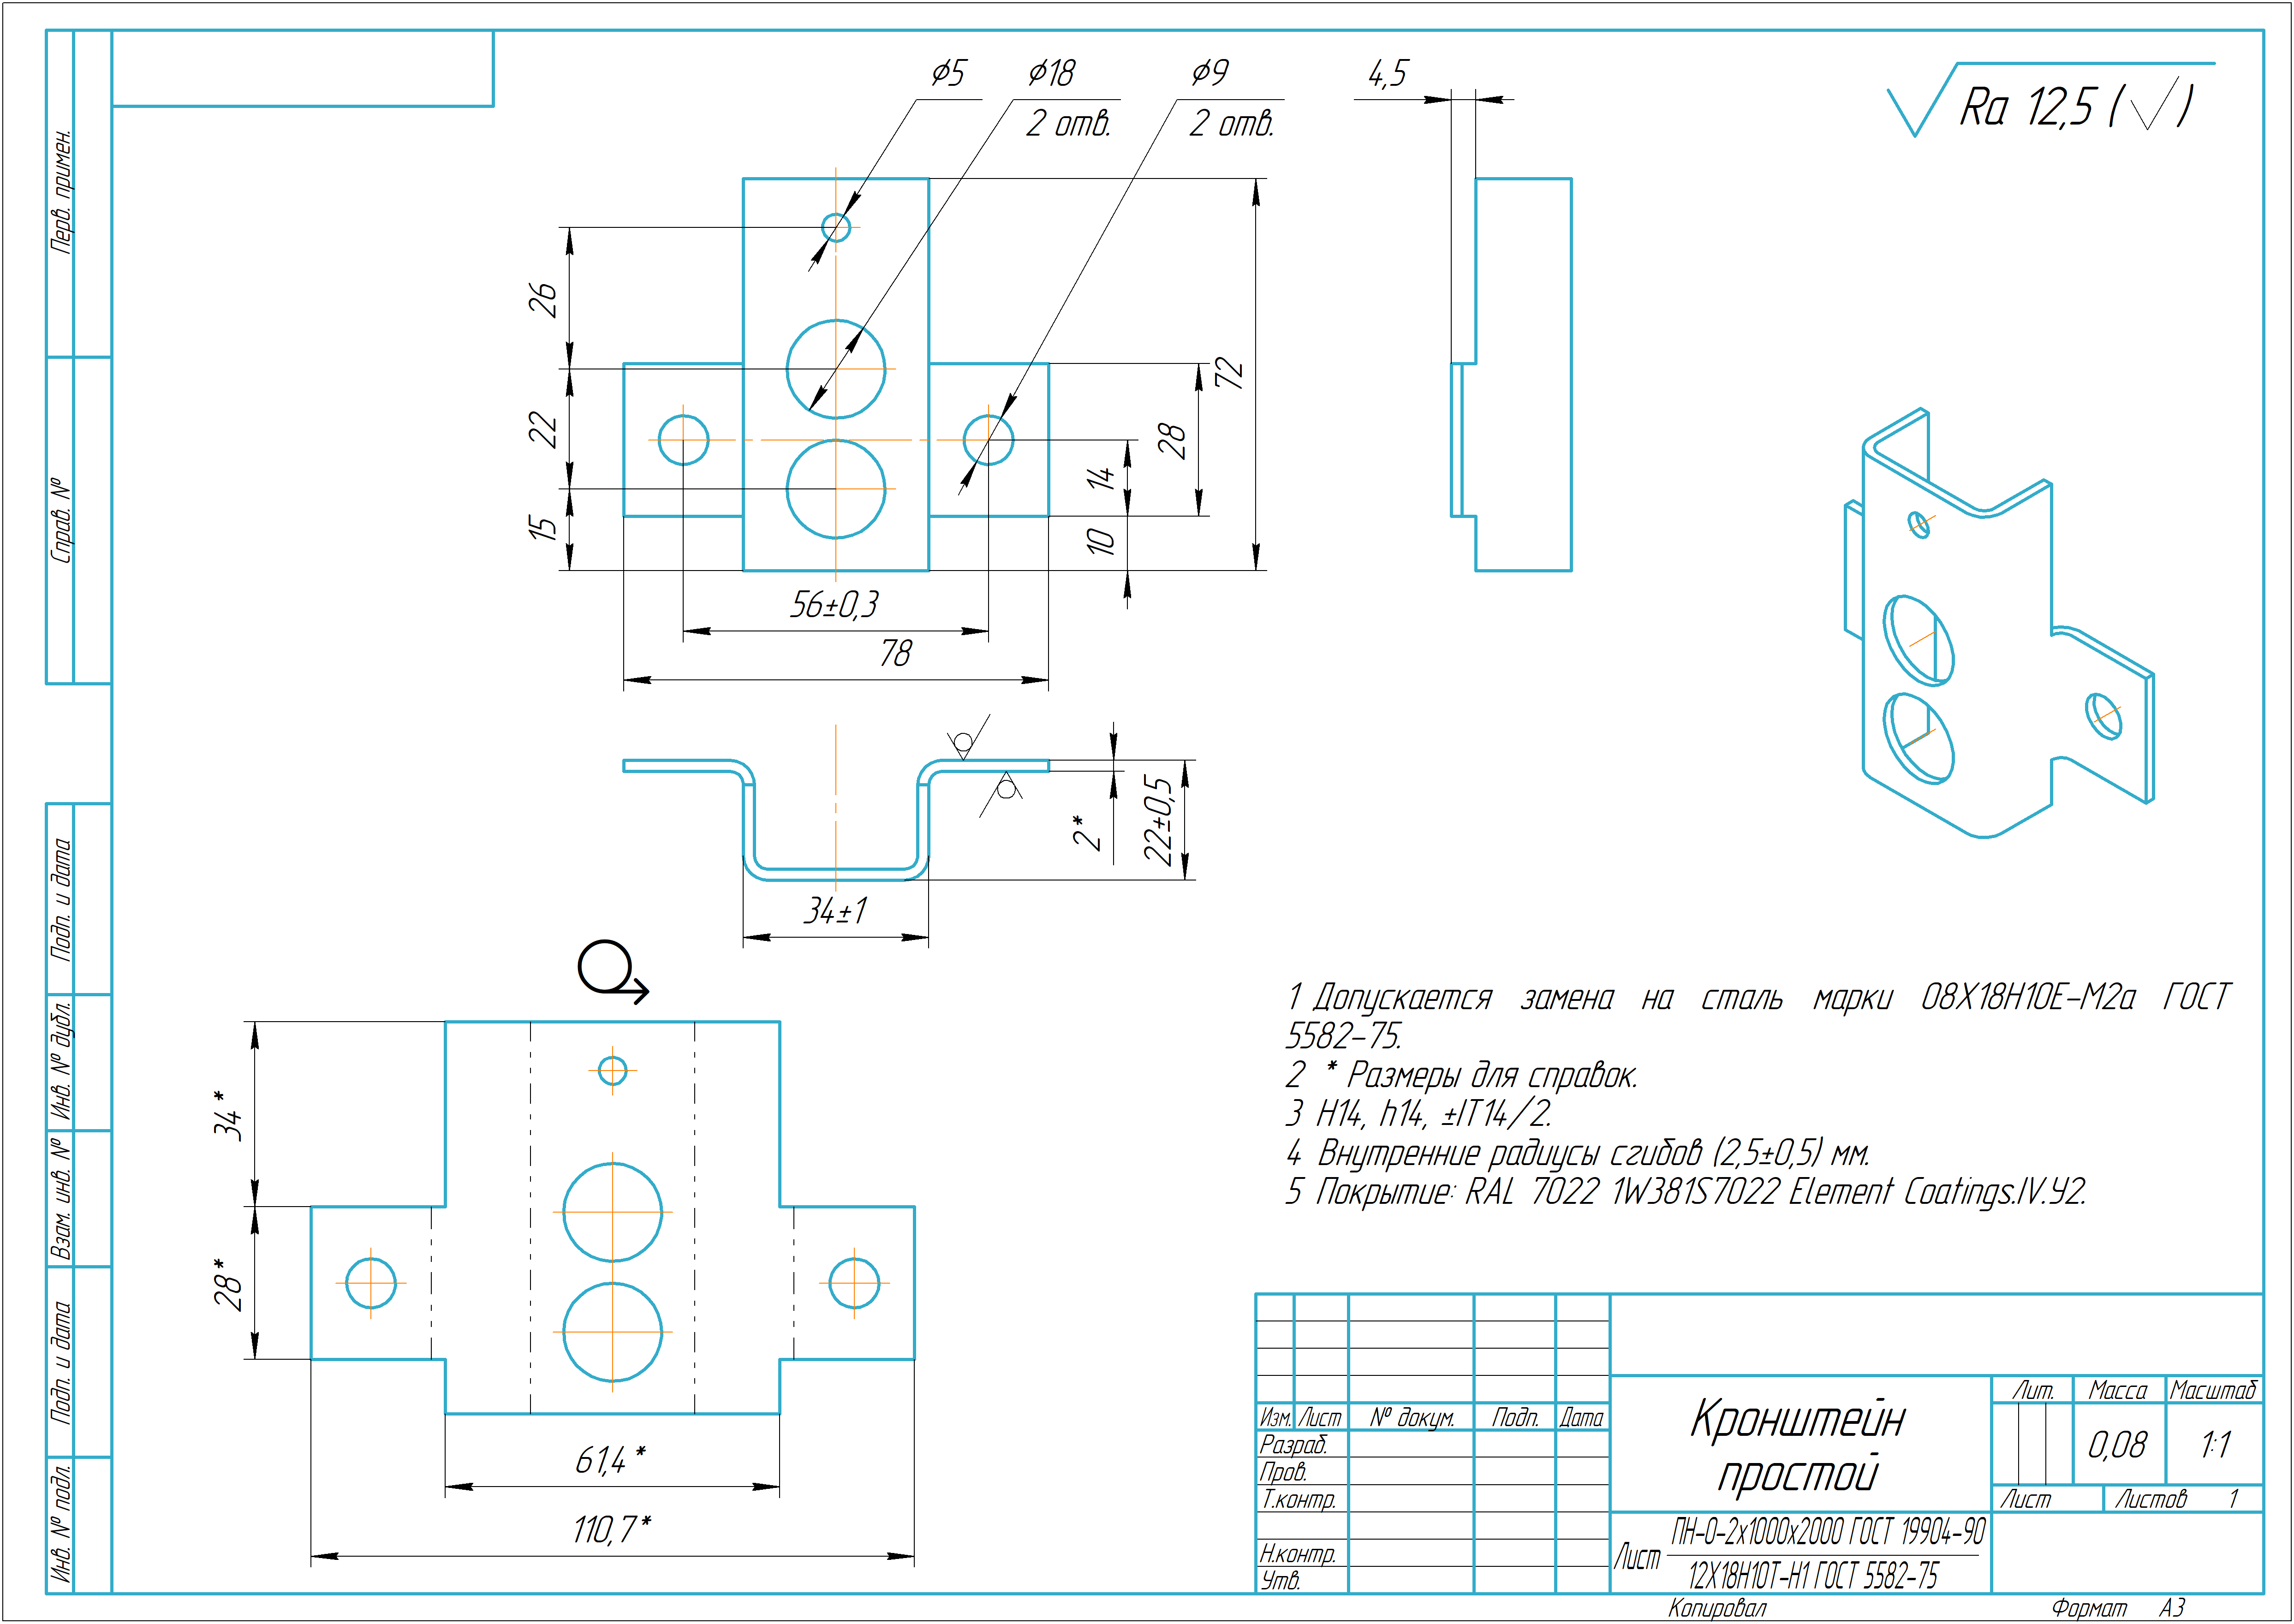 Перв. примен.
Справ. №
Подп. и дата
Инв. № дубл.
Взам. инв. №
Подп. и дата
Инв. № подл.
⌀5
⌀18
2 отв.
⌀9
2 отв.
4,5
Ra 12,5 (√)
26
22
15
72
28
14
10
56±0,3
78
2*
22±0,5
34±1
34*
28*
61,4*
110,7*
1 Допускается замена на сталь марки 08Х18Н10Е-М2а ГОСТ
5582-75.
2 * Размеры для справок.
3 H14, h14, ±IT14/2.
4 Внутренние радиусы сгибов (2,5±0,5) мм.
5 Покрытие: RAL 7022 1W381S7022 Element Coatings.IV.У2.
Изм. Лист № докум. Подп. Дата
Разраб.
Пров.
Т.контр.
Н.контр.
Утв.
Кронштейн
простой
Лит. Масса Масштаб
0,08 1:1
Лист Листов 1
Лист ПН-О-2х1000х2000 ГОСТ 19904-90
12Х18Н10Т-Н1 ГОСТ 5582-75
Копировал Формат А3